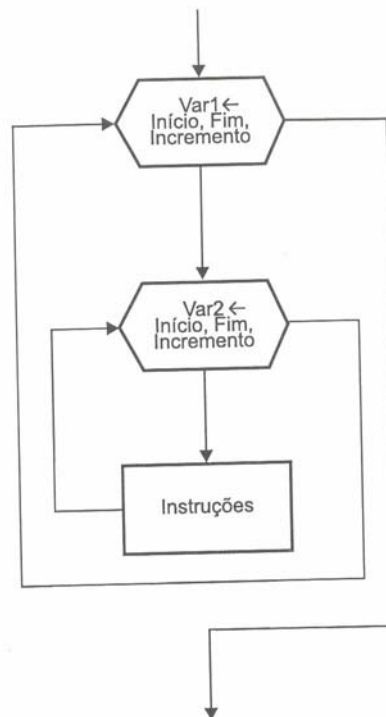 Var1←
Início, Fim,
Incremento
Var2←
Início, Fim,
Incremento
Instruções